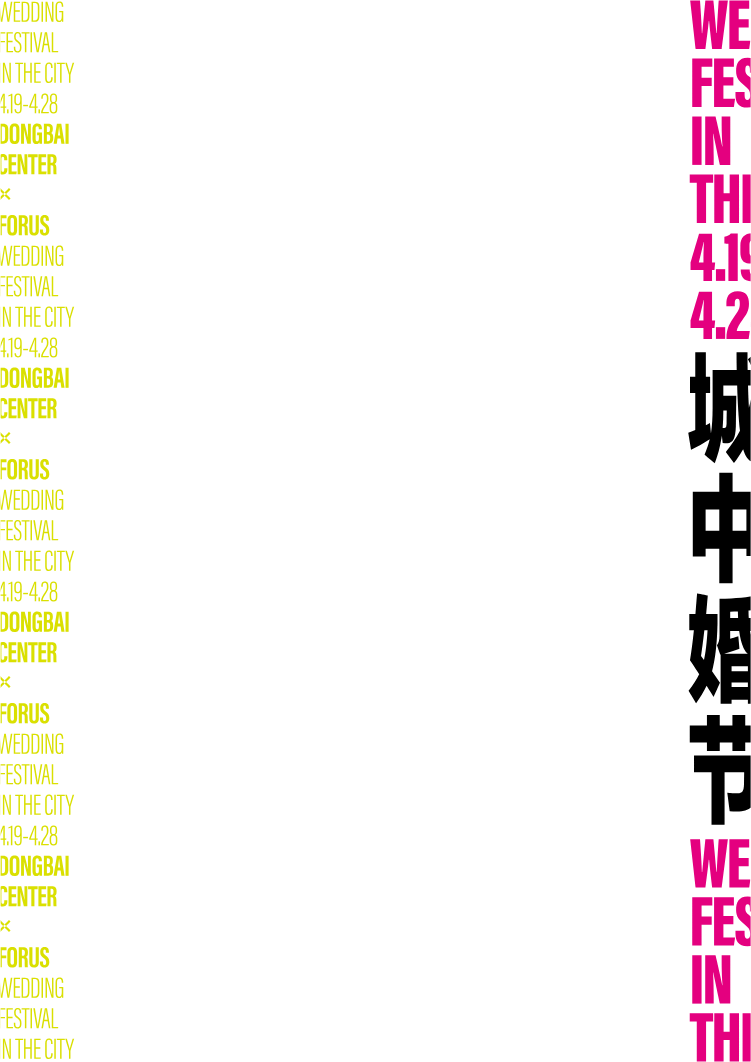 WEDDING
FESTIVAL
IN THE CITY
4.19-4.28
DONGBAI
CENTER
×
FORUS
WEDDING
FESTIVAL
IN THE CITY
4.19-4.28
DONGBAI
CENTER
×
FORUS
WEDDING
FESTIVAL
IN THE CITY
4.19-4.28
DONGBAI
CENTER
×
FORUS
WEDDING
FESTIVAL
IN THE CITY
4.19-4.28
DONGBAI
CENTER
×
FORUS
WEDDING
FESTIVAL
IN THE CITY
WE
FES
IN
THE
4.19
4.2
城
中
婚
节
WE
FES
IN
THE